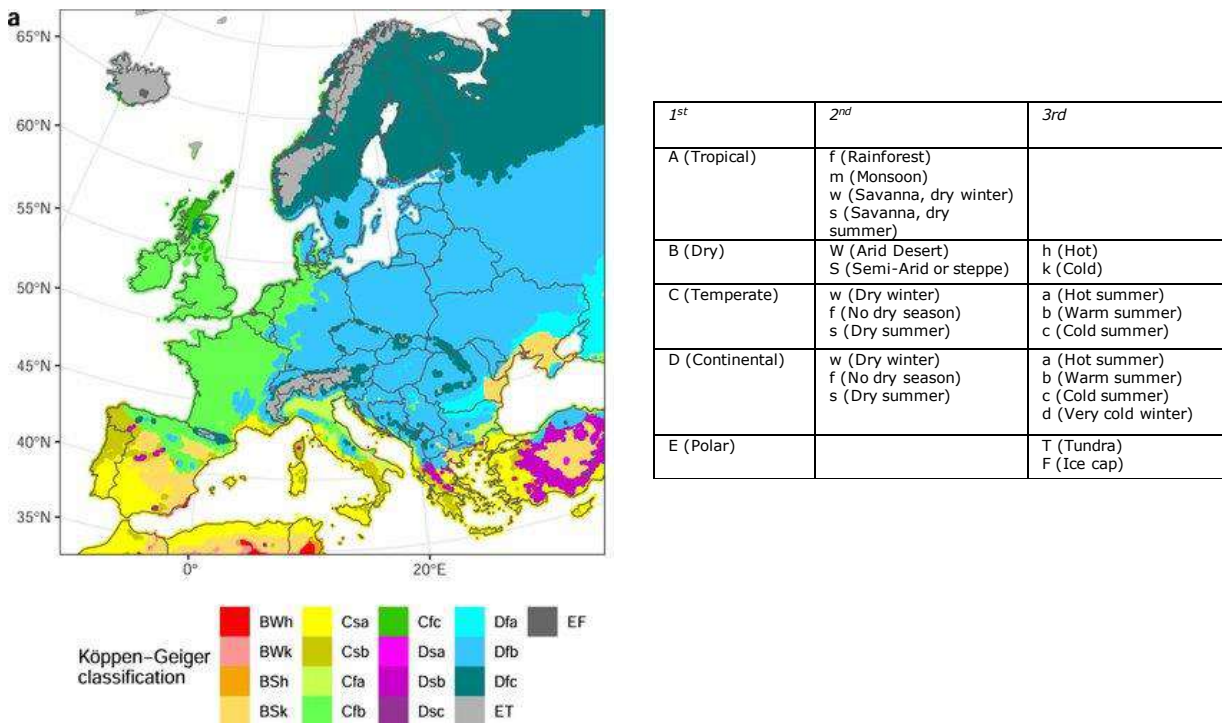 a
65°N
60°N
55°N
50°N
45°N
40°N
35°N
0°
20°E
Köppen–Geiger
classification
BWh
BWk
BSh
BSk
Csa
Csb
Cfa
Cfb
Cfc
Dsa
Dsb
Dsc
Dfa
Dfb
Dfc
ET
EF
1st 2nd 3rd
A (Tropical) f (Rainforest)
m (Monsoon)
w (Savanna, dry winter)
s (Savanna, dry
summer)
B (Dry) W (Arid Desert) h (Hot)
S (Semi-Arid or steppe) k (Cold)
C (Temperate) w (Dry winter) a (Hot summer)
f (No dry season) b (Warm summer)
s (Dry summer) c (Cold summer)
D (Continental) w (Dry winter) a (Hot summer)
f (No dry season) b (Warm summer)
s (Dry summer) c (Cold summer)
d (Very cold winter)
E (Polar) T (Tundra)
F (Ice cap)